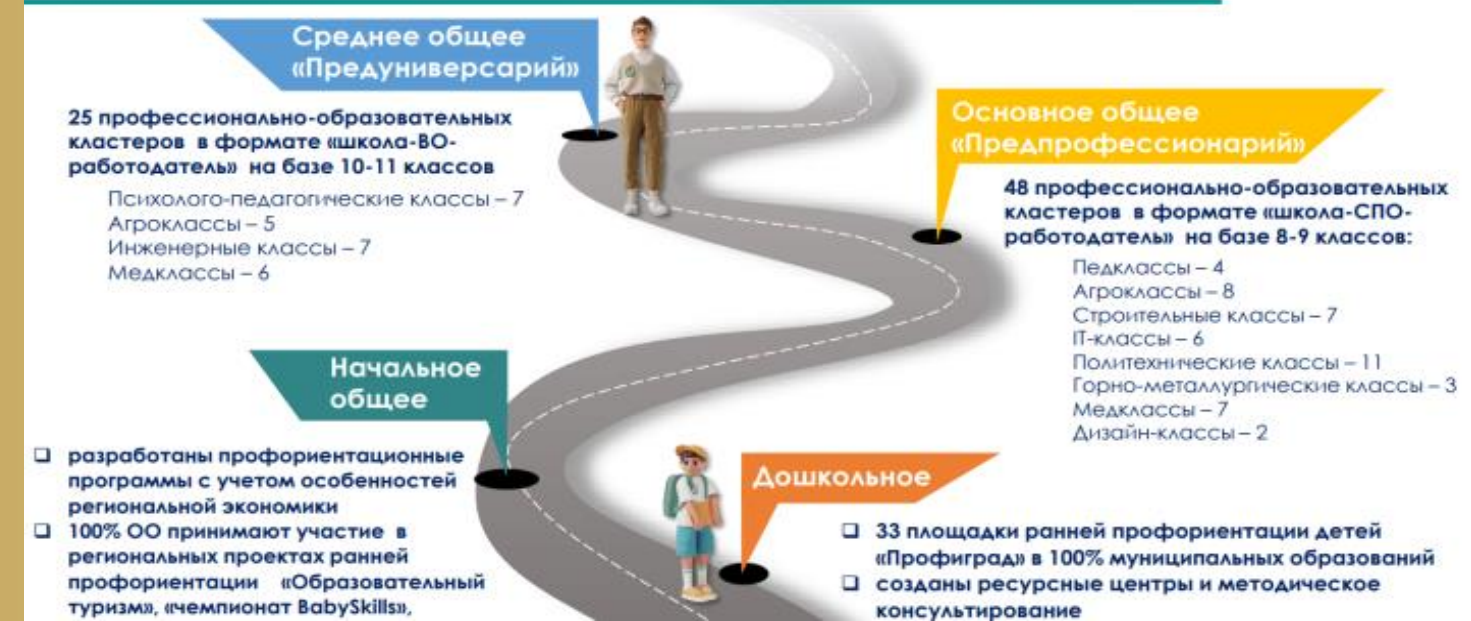 Среднее общее
«Предуниверсарий»
25 профессионально-образовательных
кластеров в формате «школа-ВО-
работодатель» на базе 10-11 классов
Психолого-педагогические классы – 7
Агроклассы – 5
Инженерные классы – 7
Медклассы – 6
Основное общее
«Предпрофессионарий»
48 профессионально-образовательных
кластеров в формате «школа-СПО-
работодатель» на базе 8-9 классов:
Педклассы – 4
Агроклассы – 8
Строительные классы – 7
IT-классы – 6
Политехнические классы – 11
Горно-металлургические классы – 3
Медклассы – 7
Дизайн-классы – 2
Начальное
общее
❑ разработаны профориентационные
программы с учетом особенностей
региональной экономики
❑ 100% ОО принимают участие в
региональных проектах ранней
профориентации «Образовательный
туризм», «чемпионат BabySkills»,
Дошкольное
❑ 33 площадки ранней профориентации детей
«Профиград» в 100% муниципальных образований
❑ созданы ресурсные центры и методическое
консультирование